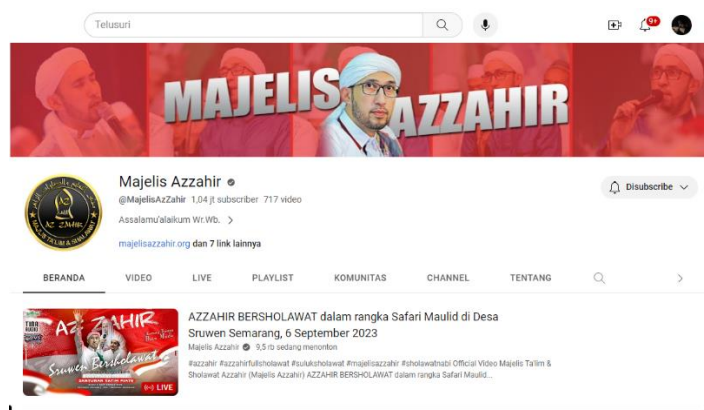 Telusuri
9+
MAJELIS AZZAHIR
AZ ZAHIR
Majelis Azzahir
@MajelisAzZahir 1,04 jt subscriber 717 video
Disubscribe
Assalamu'alaikum Wr.Wb.
majelisazzahir.org dan 7 link lainnya
BERANDA VIDEO LIVE PLAYLIST KOMUNITAS CHANNEL TENTANG
AZ ZAHIR
Sruwen Bersholawat
LIVE
AZZAHIR BERSHOLAWAT dalam rangka Safari Maulid di Desa
Sruwen Semarang, 6 September 2023
Majelis Azzahir 9,5 rb sedang menonton
#azzahir #azzahirfullsholawat #suluksholawat #majelisazzahir #sholawatnabi Official Video Majelis Ta'lim &
Sholawat Azzahir (Majelis Azzahir) AZZAHIR BERSHOLAWAT dalam rangka Safari Maulid...